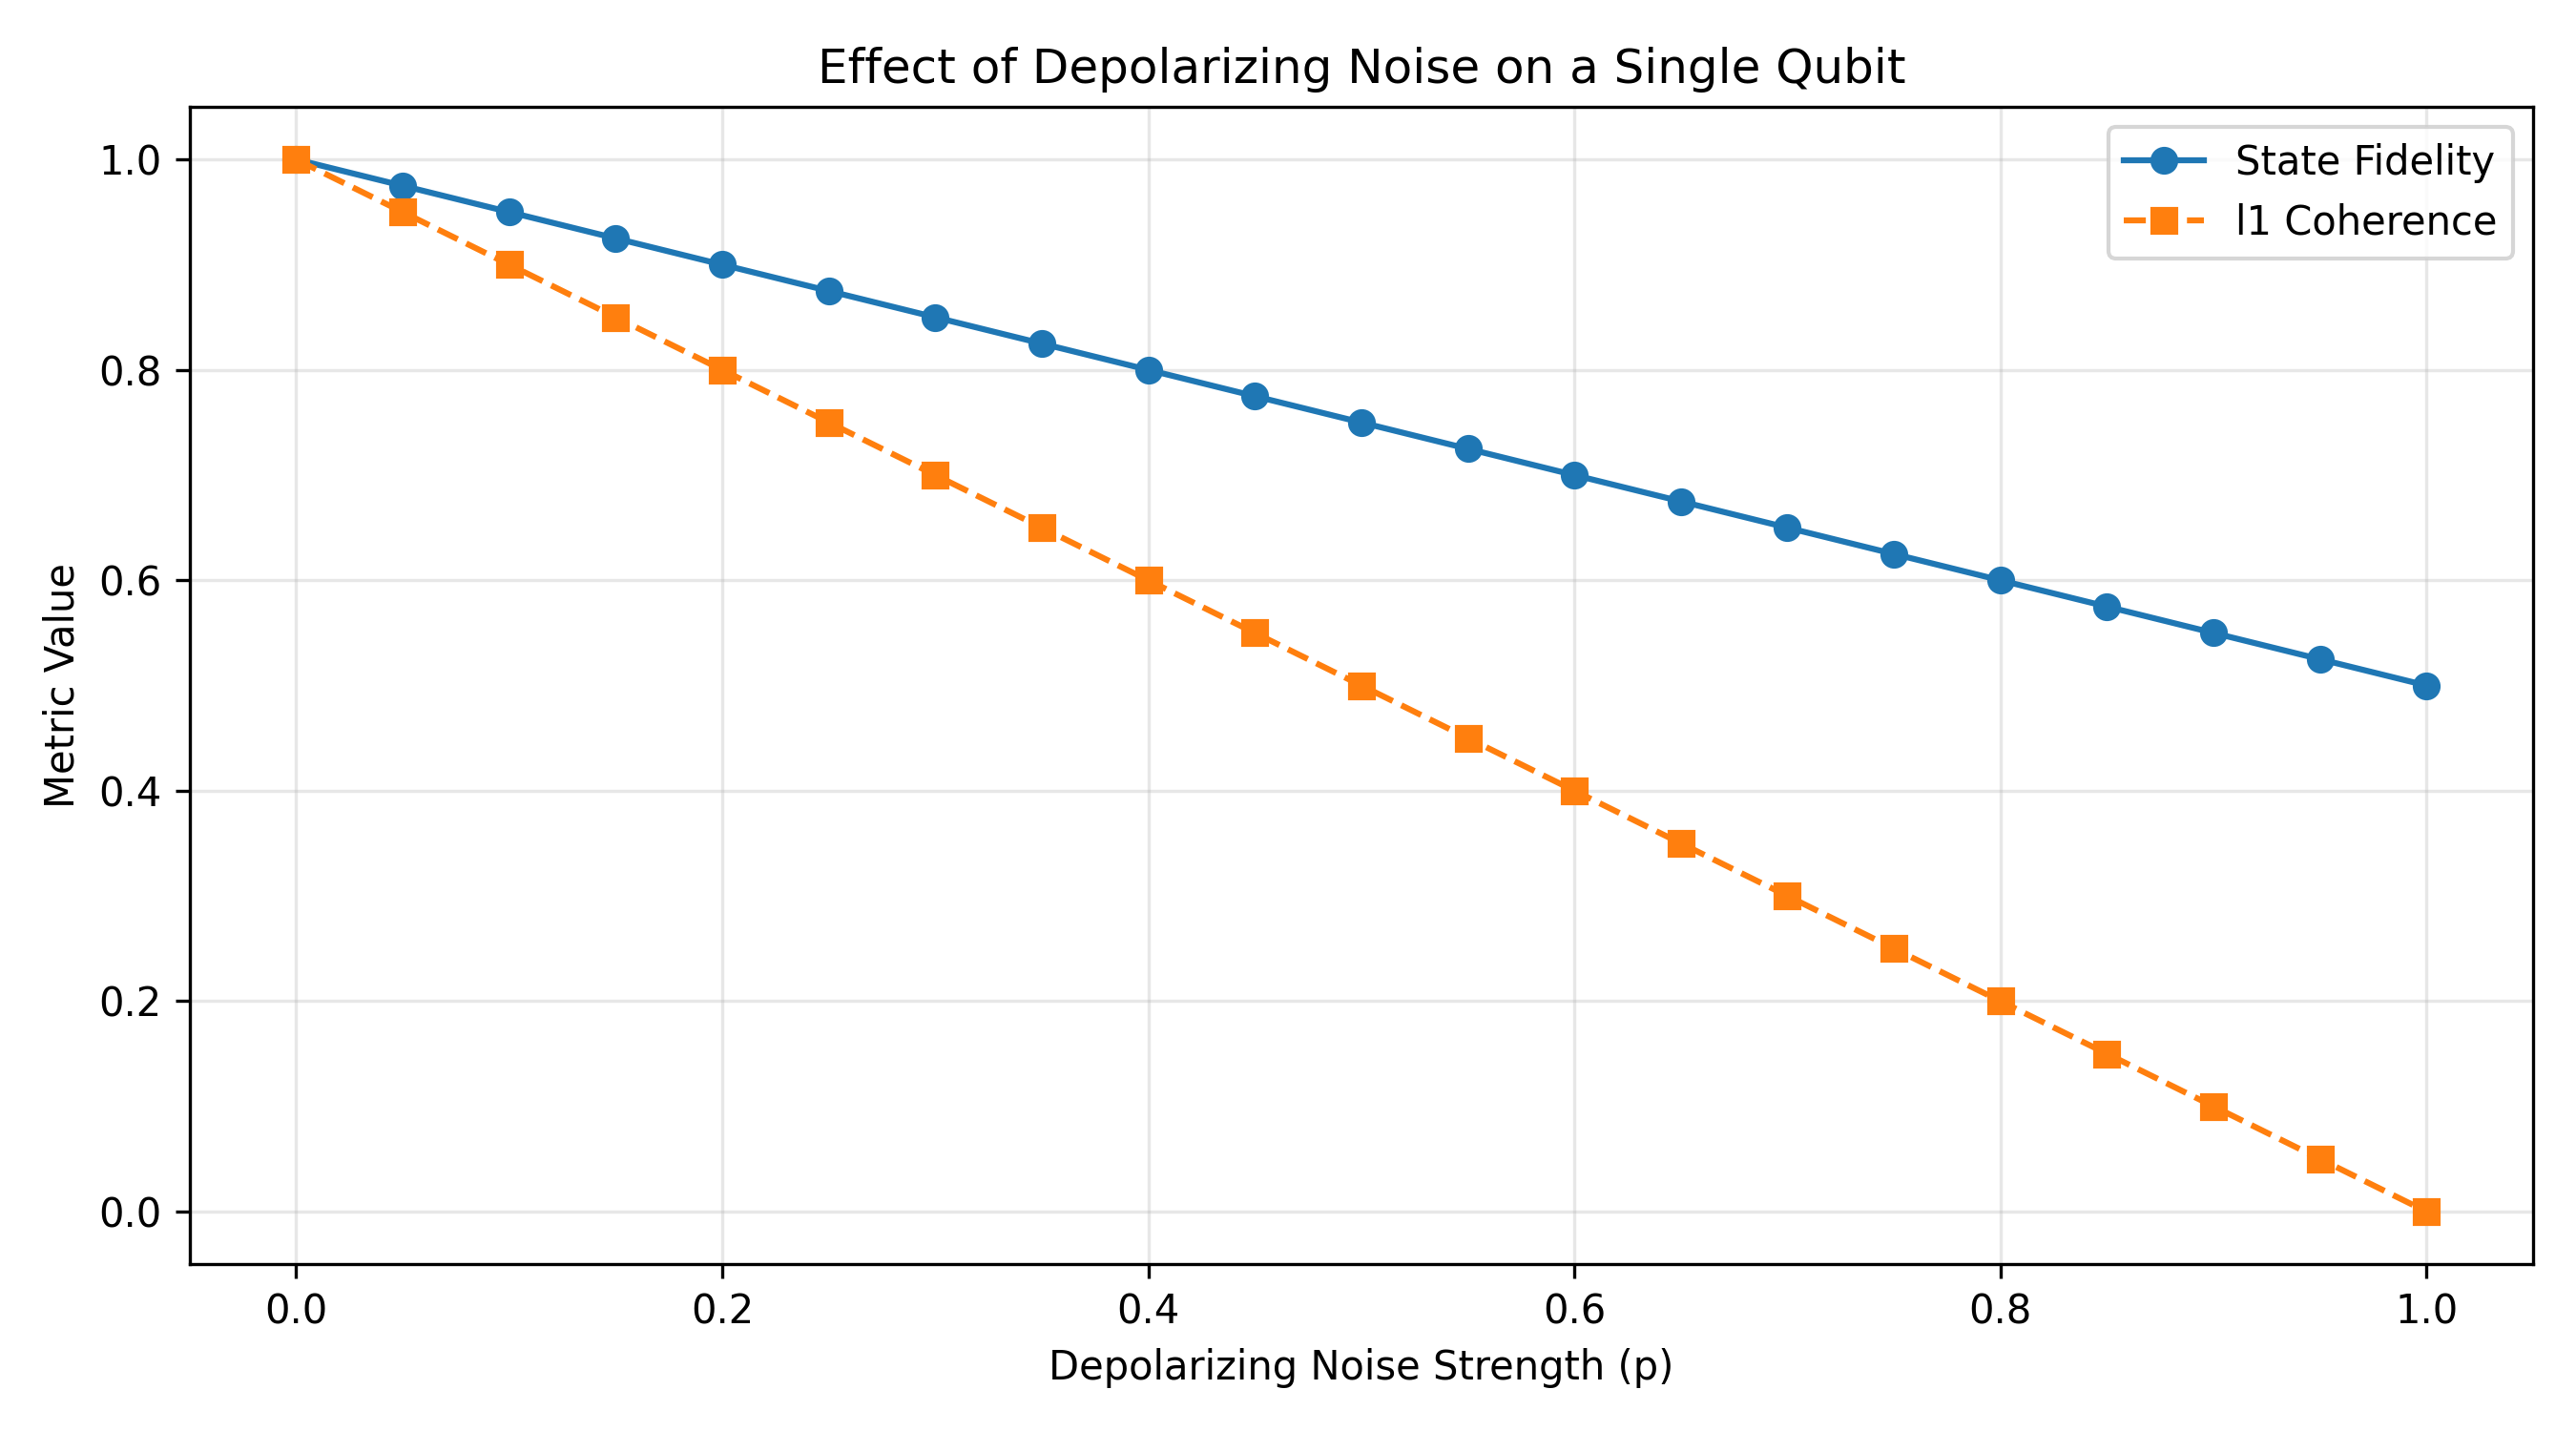 Effect of Depolarizing Noise on a Single Qubit
State Fidelity
l1 Coherence
Metric Value
1.0
0.8
0.6
0.4
0.2
0.0
0.0 0.2 0.4 0.6 0.8 1.0
Depolarizing Noise Strength (p)